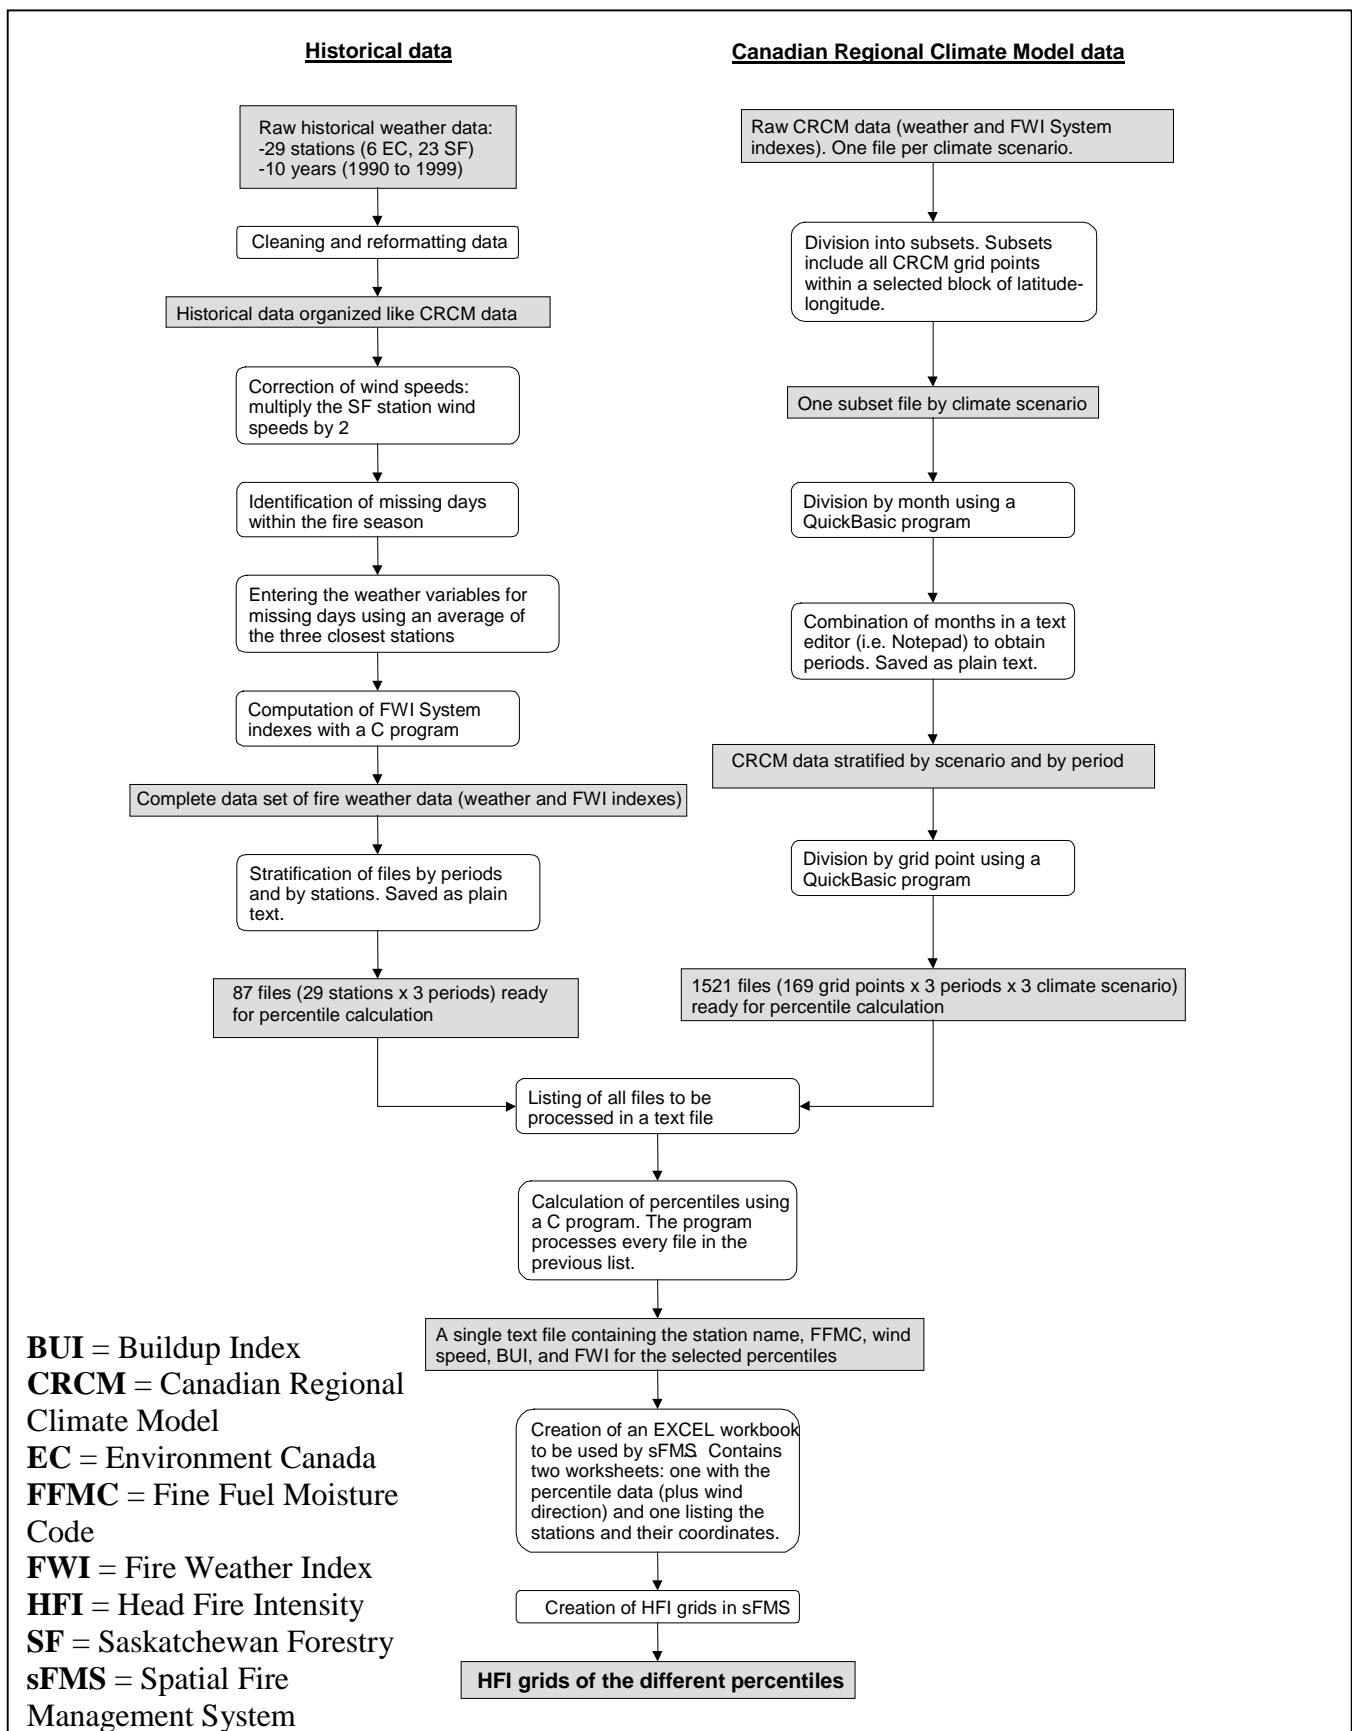 Historical data
Raw historical weather data:
-29 stations (6 EC, 23 SF)
-10 years (1990 to 1999)
Cleaning and reformatting data
Historical data organized like CRCM data
Correction of wind speeds:
multiply the SF station wind
speeds by 2
Identification of missing days
within the fire season
Entering the weather variables for
missing days using an average of
the three closest stations
Computation of FWI System
indexes with a C program
Complete data set of fire weather data (weather and FWI indexes)
Stratification of files by periods
and by stations. Saved as plain
text.
87 files (29 stations x 3 periods) ready
for percentile calculation
Canadian Regional Climate Model data
Raw CRCM data (weather and FWI System
indexes). One file per climate scenario.
Division into subsets. Subsets
include all CRCM grid points
within a selected block of latitude-
longitude.
One subset file by climate scenario
Division by month using a
QuickBasic program
Combination of months in a text
editor (i.e. Notepad) to obtain
periods. Saved as plain text.
CRCM data stratified by scenario and by period
Division by grid point using a
QuickBasic program
1521 files (169 grid points x 3 periods x 3 climate scenario)
ready for percentile calculation
Listing of all files to be
processed in a text file
Calculation of percentiles using
a C program. The program
processes every file in the
previous list.
A single text file containing the station name, FFMC, wind
speed, BUI, and FWI for the selected percentiles
Creation of an EXCEL workbook
to be used by sFMS. Contains
two worksheets: one with the
percentile data (plus wind
direction) and one listing the
stations and their coordinates.
Creation of HFI grids in sFMS
HFI grids of the different percentiles
BUI = Buildup Index
CRCM = Canadian Regional
Climate Model
EC = Environment Canada
FFMC = Fine Fuel Moisture
Code
FWI = Fire Weather Index
HFI = Head Fire Intensity
SF = Saskatchewan Forestry
sFMS = Spatial Fire
Management System